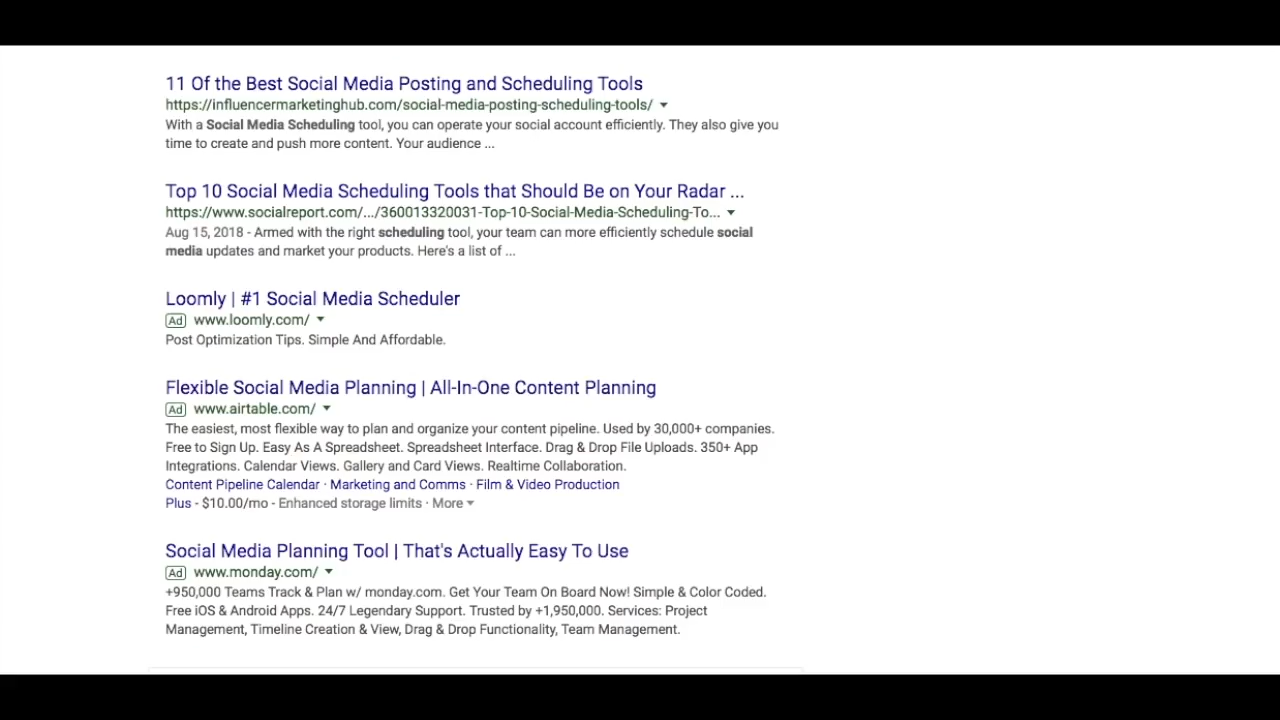 11 Of the Best Social Media Posting and Scheduling Tools
https://influencermarketinghub.com/social-media-posting-scheduling-tools/
With a Social Media Scheduling tool, you can operate your social account efficiently. They also give you
time to create and push more content. Your audience ...
Top 10 Social Media Scheduling Tools that Should Be on Your Radar ...
https://www.socialreport.com/.../360013320031-Top-10-Social-Media-Scheduling-To...
Aug 15, 2018 - Armed with the right scheduling tool, your team can more efficiently schedule social
media updates and market your products. Here's a list of ...
Loomly | #1 Social Media Scheduler
Ad www.loomly.com/
Post Optimization Tips. Simple And Affordable.
Flexible Social Media Planning | All-In-One Content Planning
Ad www.airtable.com/
The easiest, most flexible way to plan and organize your content pipeline. Used by 30,000+ companies.
Free to Sign Up. Easy As A Spreadsheet. Spreadsheet Interface. Drag & Drop File Uploads. 350+ App
Integrations. Calendar Views. Gallery and Card Views. Realtime Collaboration.
Content Pipeline Calendar · Marketing and Comms · Film & Video Production
Plus - $10.00/mo - Enhanced storage limits · More
Social Media Planning Tool | That's Actually Easy To Use
Ad www.monday.com/
+950,000 Teams Track & Plan w/ monday.com. Get Your Team On Board Now! Simple & Color Coded.
Free iOS & Android Apps. 24/7 Legendary Support. Trusted by +1,950,000. Services: Project
Management, Timeline Creation & View, Drag & Drop Functionality, Team Management.